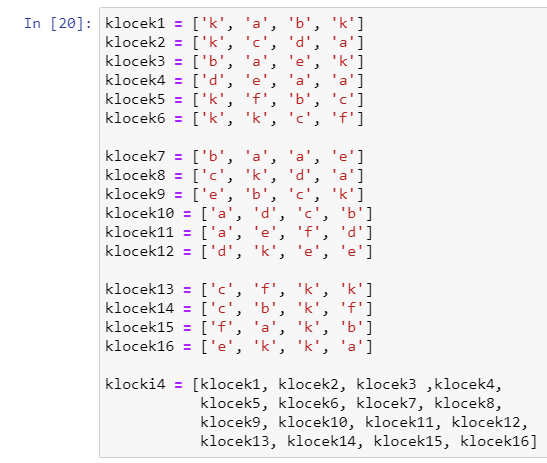 In [20]: klocek1 = ['k', 'a', 'b', 'k']
klocek2 = ['k', 'c', 'd', 'a']
klocek3 = ['b', 'a', 'e', 'k']
klocek4 = ['d', 'e', 'a', 'a']
klocek5 = ['k', 'f', 'b', 'c']
klocek6 = ['k', 'k', 'c', 'f']
klocek7 = ['b', 'a', 'a', 'e']
klocek8 = ['c', 'k', 'd', 'a']
klocek9 = ['e', 'b', 'c', 'k']
klocek10 = ['a', 'd', 'c', 'b']
klocek11 = ['a', 'e', 'f', 'd']
klocek12 = ['d', 'k', 'e', 'e']
klocek13 = ['c', 'f', 'k', 'k']
klocek14 = ['c', 'b', 'k', 'f']
klocek15 = ['f', 'a', 'k', 'b']
klocek16 = ['e', 'k', 'k', 'a']
klocki4 = [klocek1, klocek2, klocek3 ,klocek4,
klocek5, klocek6, klocek7, klocek8,
klocek9, klocek10, klocek11, klocek12,
klocek13, klocek14, klocek15, klocek16]